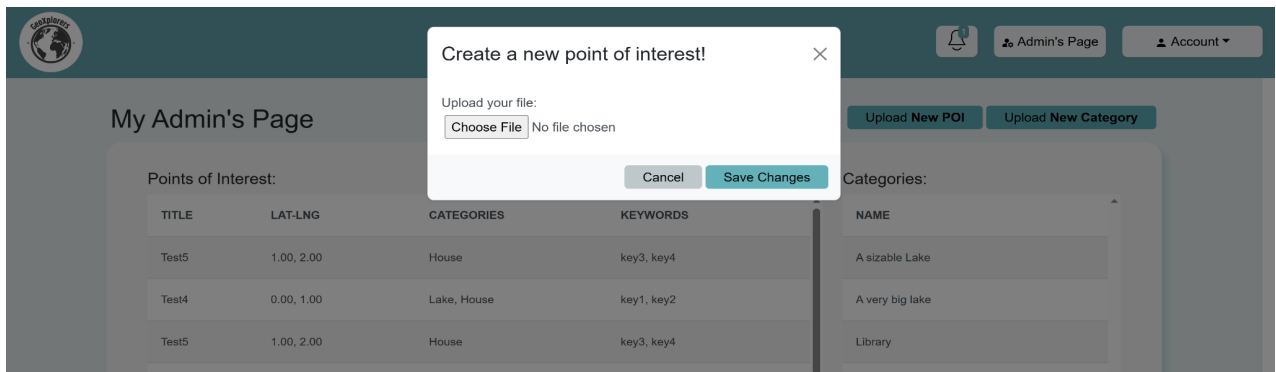 GeoXplorers
Create a new point of interest!
Admin's Page
Account
Upload your file:
Choose File No file chosen
My Admin's Page
Upload New POI
Upload New Category
Cancel
Save Changes
Points of Interest:
Categories:
TITLE LAT-LNG CATEGORIES KEYWORDS
NAME
Test5 1.00, 2.00 House key3, key4
A sizable Lake
Test4 0.00, 1.00 Lake, House key1, key2
A very big lake
Test5 1.00, 2.00 House key3, key4
Library